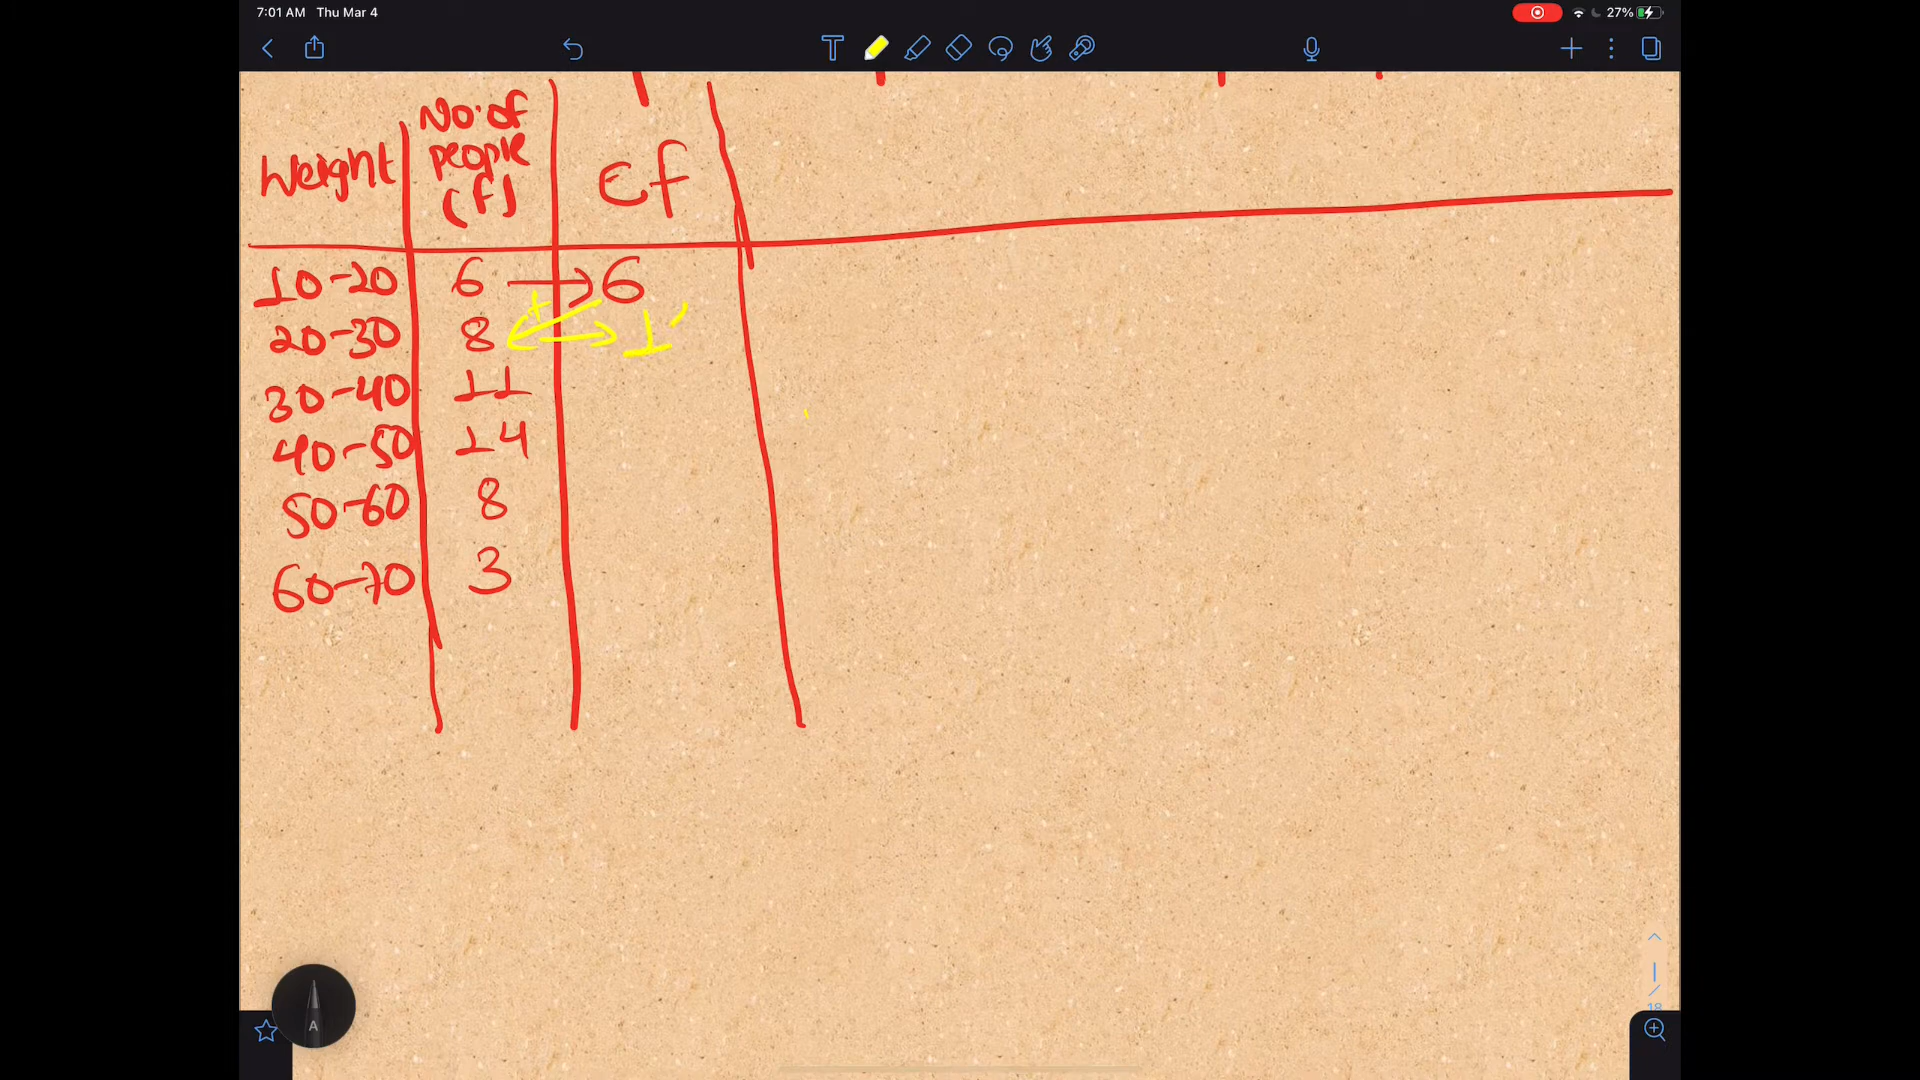 7:01 AM Thu Mar 4
27%
T
Weight No. of people (f) cf
10-20 6 → 6
+
20-30 8 → 1
30-40 11
40-50 14
50-60 8
60-70 3
A